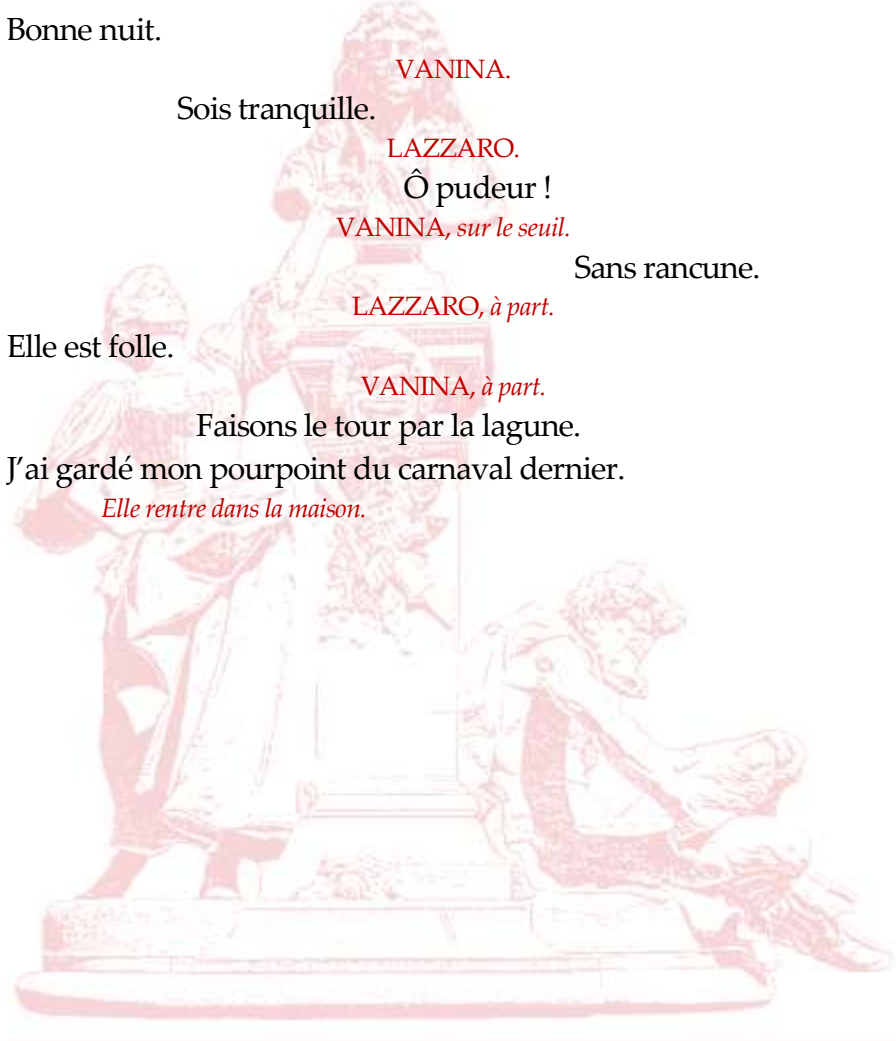 Bonne nuit.
VANINA.
Sois tranquille.
LAZZARO.
Ô pudeur !
VANINA, sur le seuil.
Sans rancune.
LAZZARO, à part.
Elle est folle.
VANINA, à part.
Faisons le tour par la lagune.
J’ai gardé mon pourpoint du carnaval dernier.
Elle rentre dans la maison.